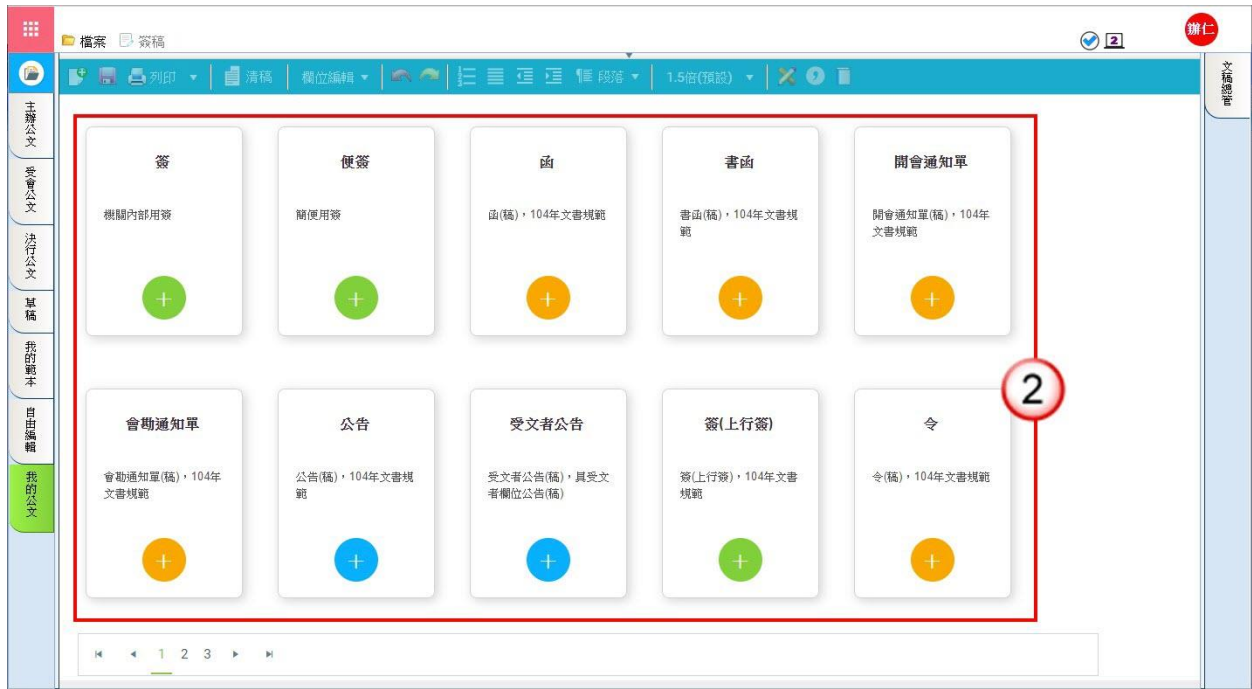 檔案 簽稿
2
辦仁
列印 清稿 欄位編輯 段落 1.5倍(預設)
文稿總管
主辦公文
受會公文
決行公文
草稿
我的範本
自由編輯
我的公文
簽 便簽 函 書函 開會通知單
機關內部用簽 簡便用簽 函(稿),104年文書規範 書函(稿),104年文書規 開會通知單(稿),104年
範 文書規範
會勘通知單 公告 受文者公告 簽(上行簽) 令
2
會勘通知單(稿),104年 公告(稿),104年文書規 受文者公告(稿),具受文 簽(上行簽),104年文書 令(稿),104年文書規範
文書規範 範 者欄位公告(稿) 規範
1 2 3